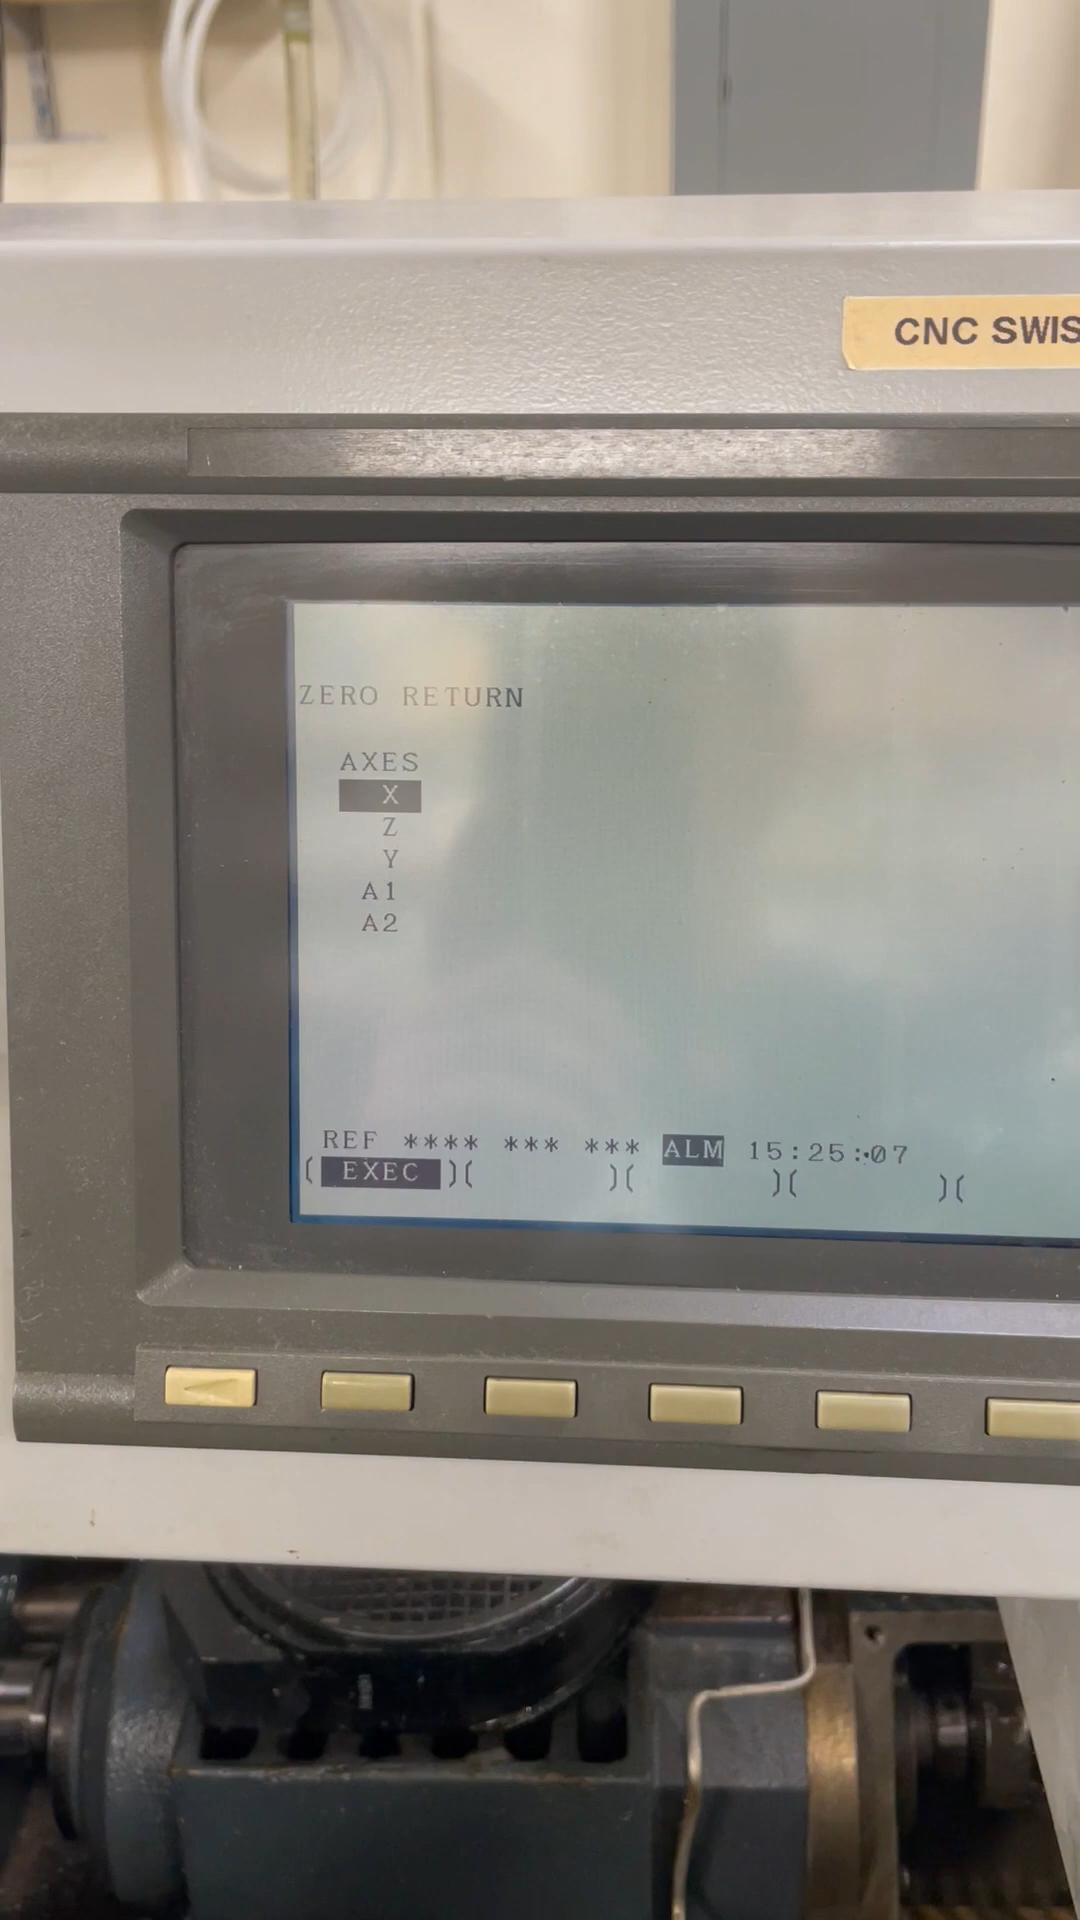 CNC SWIS
ZERO RETURN
AXES
X
Z
Y
A1
A2
REF **** *** *** ALM 15:25:07
( EXEC )( )( )( )(